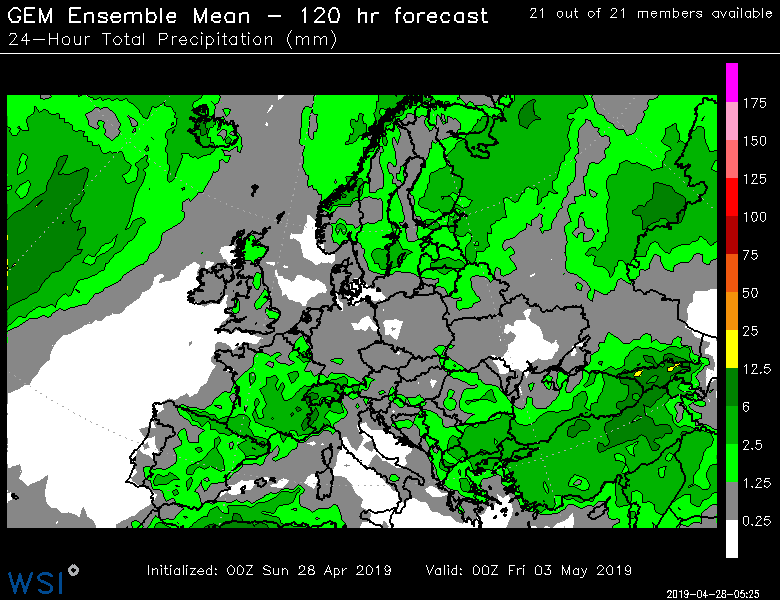 GEM Ensemble Mean - 120 hr forecast
21 out of 21 members available
24-Hour Total Precipitation (mm)
175
150
125
100
75
50
25
12.5
6
2.5
1.25
0.25
Initialized: 00Z Sun 28 Apr 2019
Valid: 00Z Fri 03 May 2019
WSI
2019-04-28-05:25